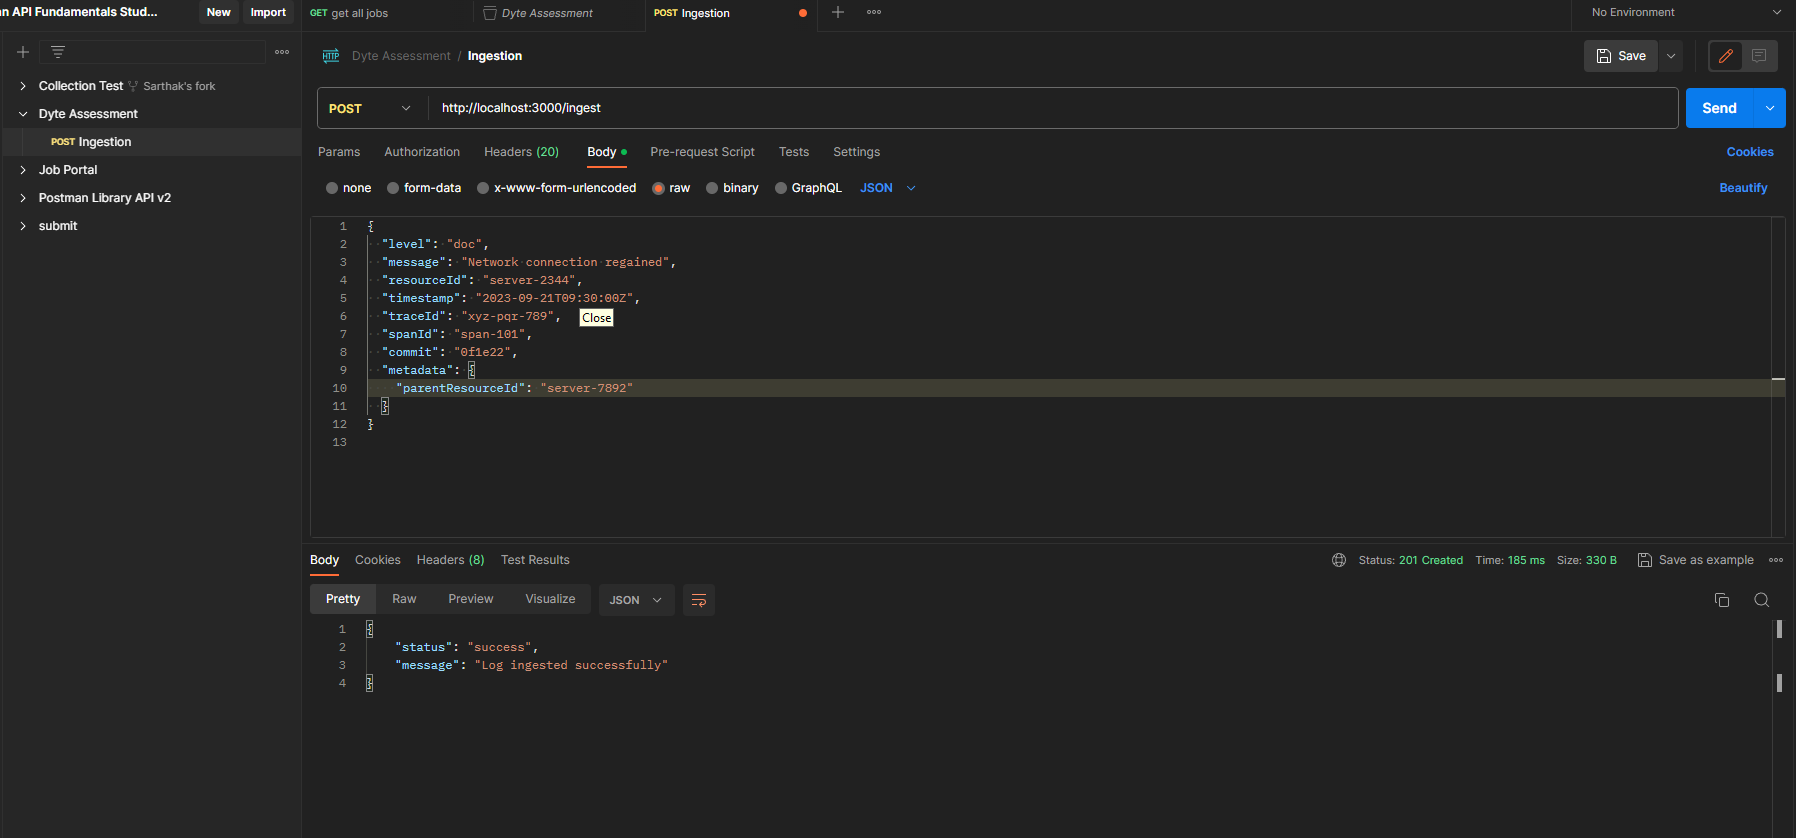 n API Fundamentals Stud... New Import
GET get all jobs
Dyte Assessment
POST Ingestion
No Environment
Collection Test Sarthak's fork
Dyte Assessment
POST Ingestion
Job Portal
Postman Library API v2
submit
HTTP Dyte Assessment / Ingestion
Save
POST http://localhost:3000/ingest
Send
Params Authorization Headers (20) Body Pre-request Script Tests Settings Cookies
none form-data x-www-form-urlencoded raw binary GraphQL JSON Beautify
1 {
2 "level": "doc",
3 "message": "Network connection regained",
4 "resourceId": "server-2344",
5 "timestamp": "2023-09-21T09:30:00Z",
6 "traceId": "xyz-pqr-789",
Close
7 "spanId": "span-101",
8 "commit": "0f1e22",
9 "metadata": {
10 "parentResourceId": "server-7892"
11 }
12 }
13
Body Cookies Headers (8) Test Results Status: 201 Created Time: 185 ms Size: 330 B Save as example
Pretty Raw Preview Visualize JSON
1 {
2 "status": "success",
3 "message": "Log ingested successfully"
4 }